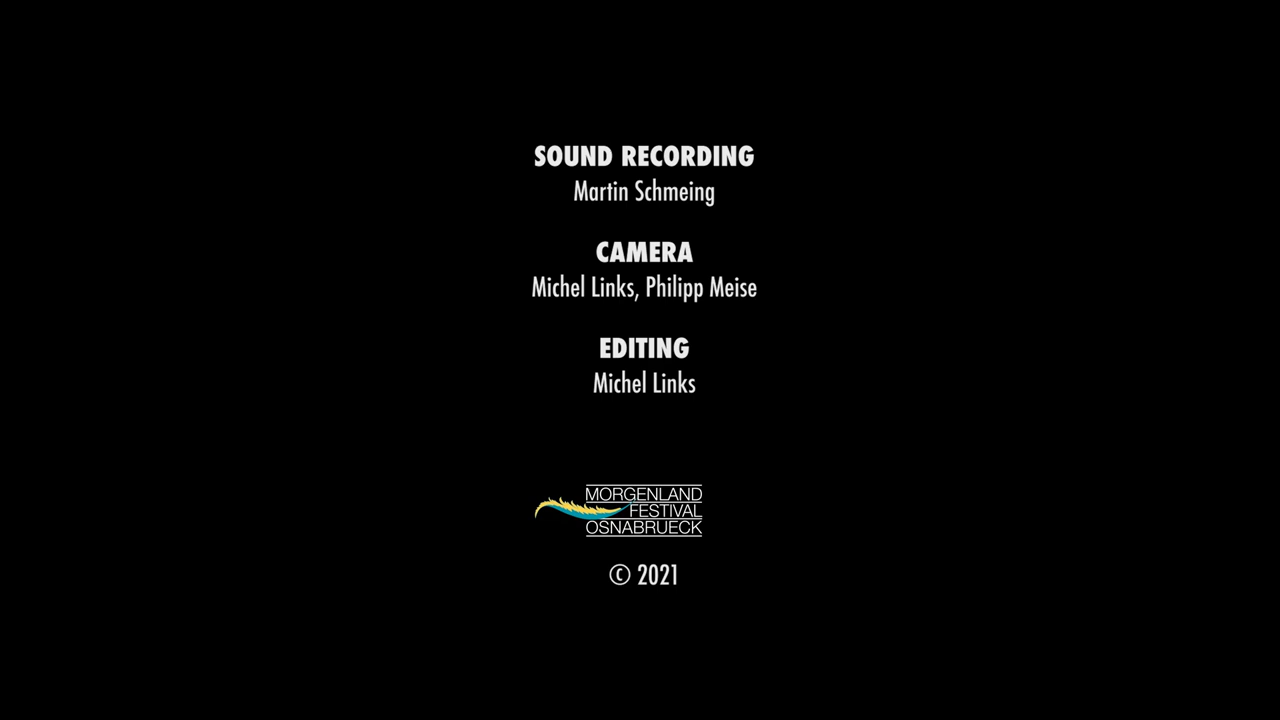 SOUND RECORDING
Martin Schmeing
CAMERA
Michel Links, Philipp Meise
EDITING
Michel Links
MORGENLAND
FESTIVAL
OSNABRUECK
© 2021